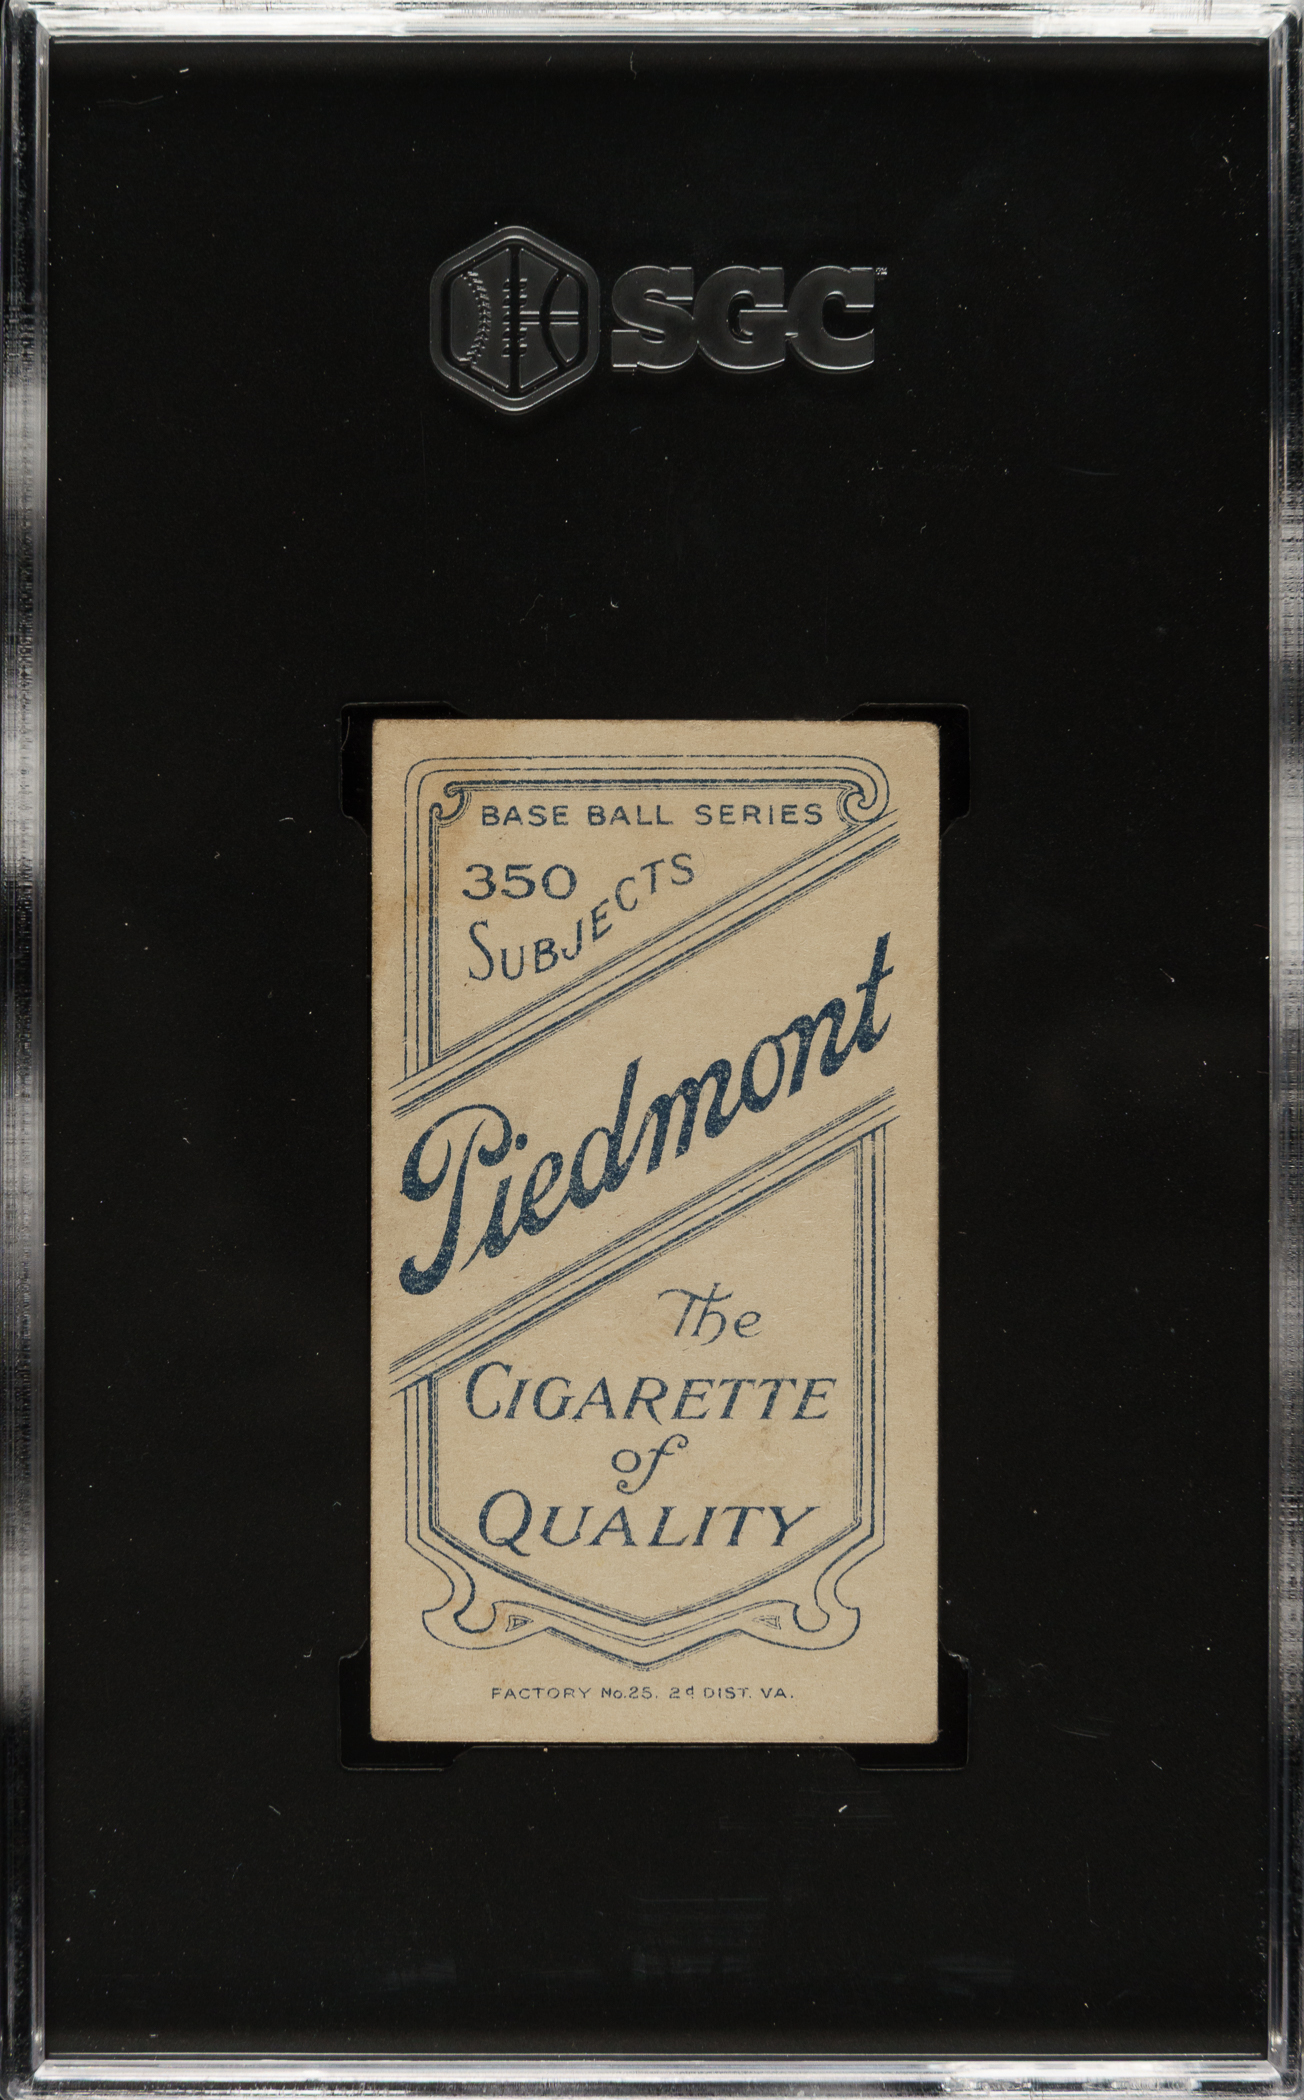 SGC
BASE BALL SERIES
350
SUBJECTS
Piedmont
The
CIGARETTE
of
QUALITY
FACTORY No.25. 2d DIST. VA.